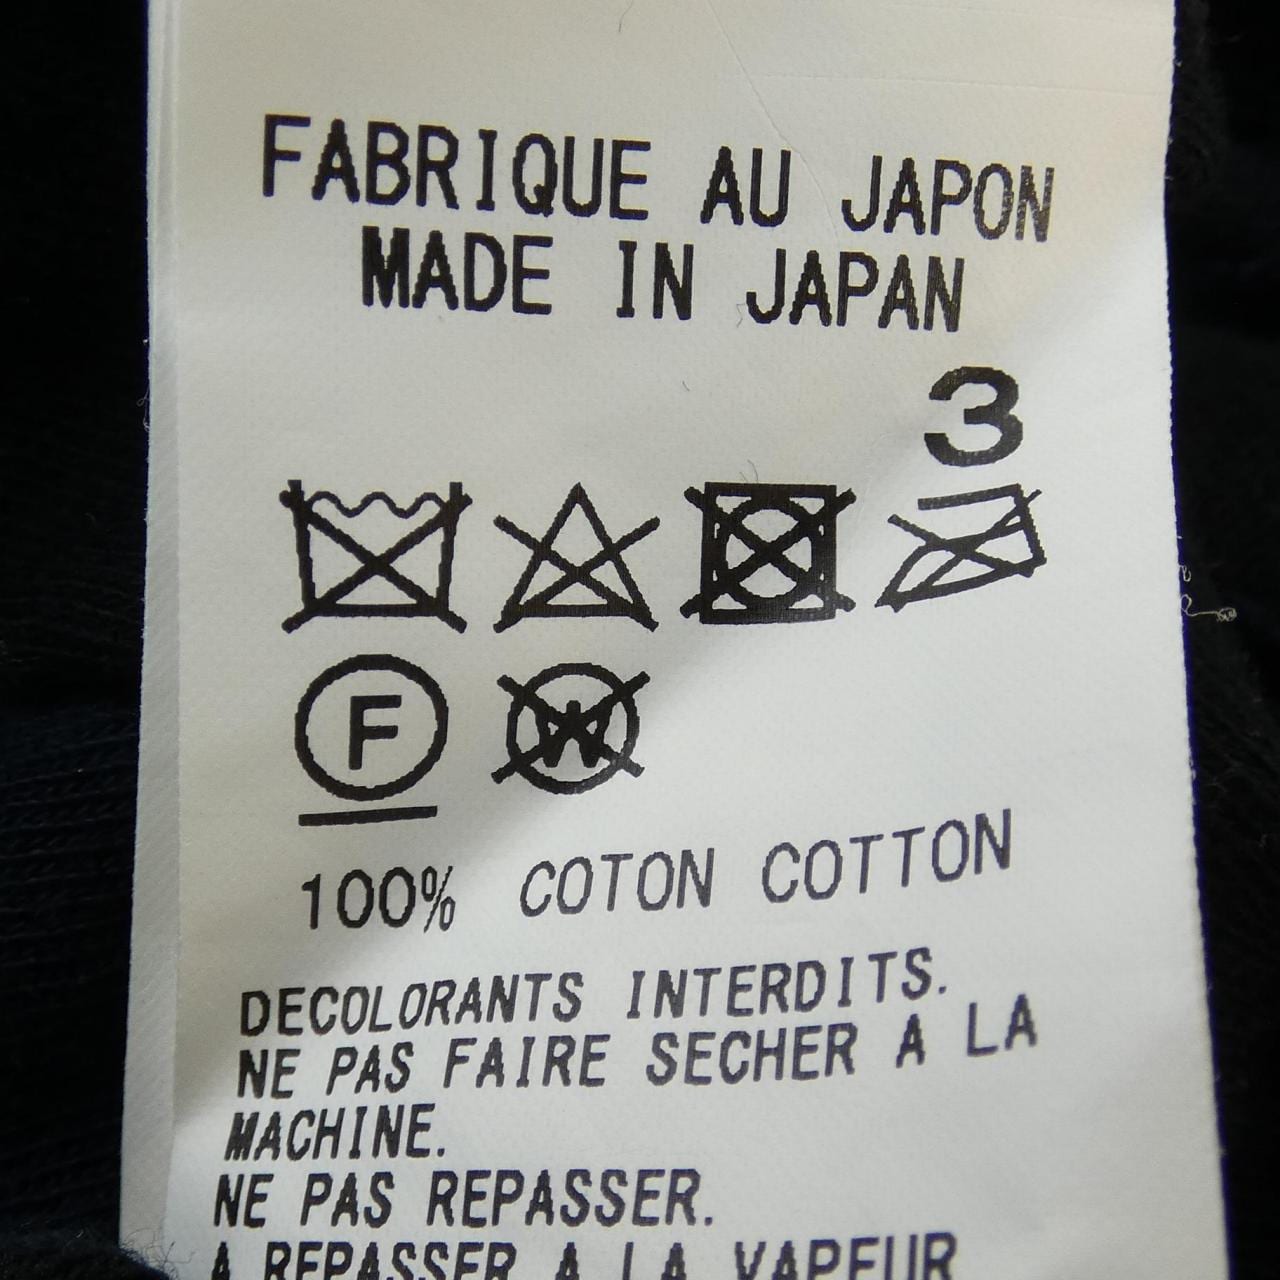 FABRIQUE AU JAPON
MADE IN JAPAN
3
F W
100% COTON COTTON
DECOLORANTS INTERDITS.
NE PAS FAIRE SECHER A LA
MACHINE.
NE PAS REPASSER.
A REPASSER A LA VAPEUR